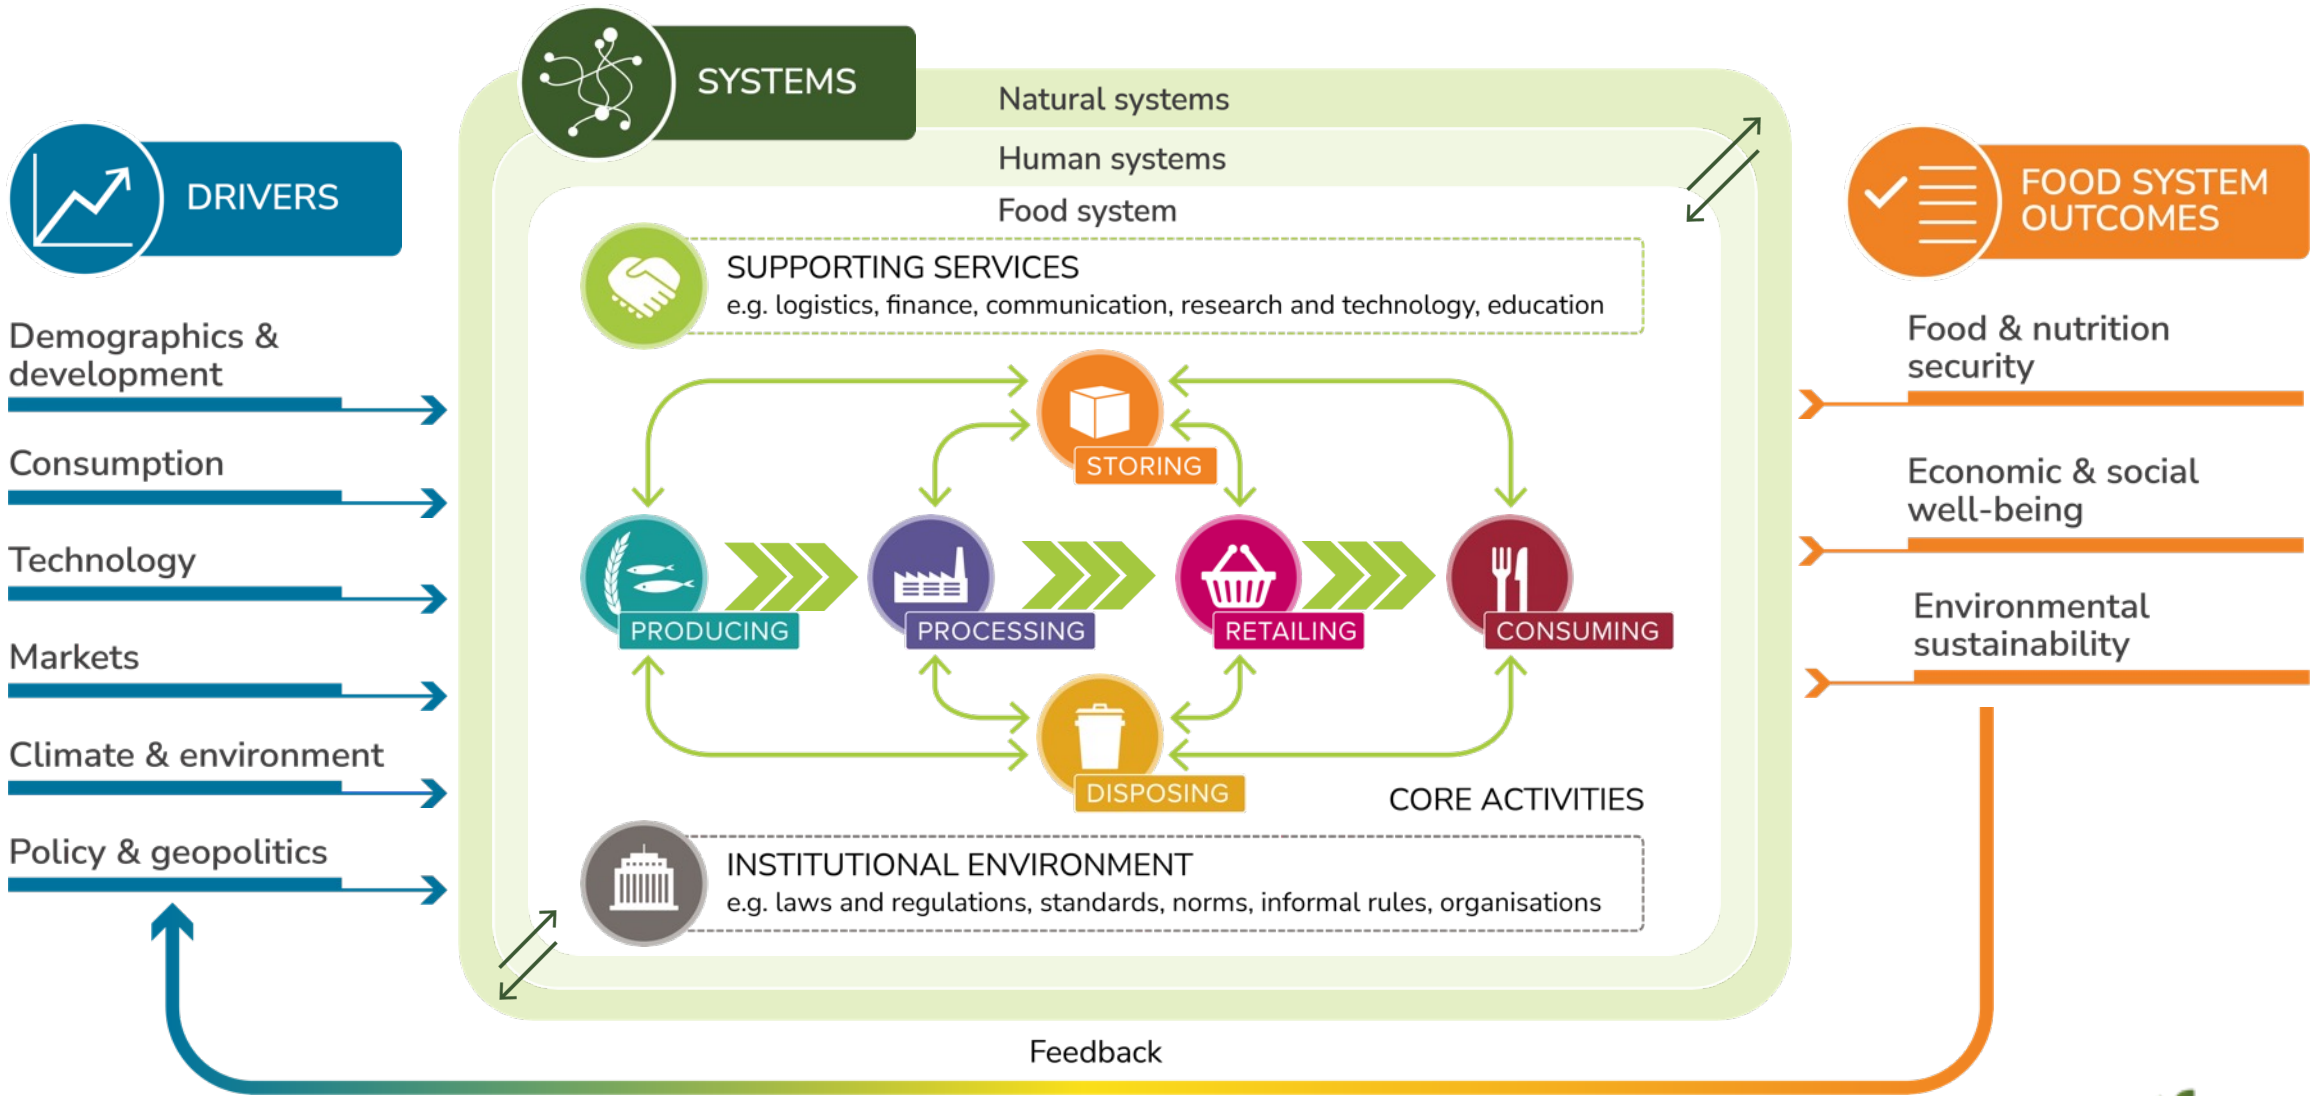 SYSTEMS
Natural systems
Human systems
Food system
DRIVERS
Demographics &
development
Consumption
Technology
Markets
Climate & environment
Policy & geopolitics
SUPPORTING SERVICES
e.g. logistics, finance, communication, research and technology, education
STORING
PRODUCING
PROCESSING
RETAILING
CONSUMING
DISPOSING
CORE ACTIVITIES
INSTITUTIONAL ENVIRONMENT
e.g. laws and regulations, standards, norms, informal rules, organisations
FOOD SYSTEM
OUTCOMES
Food & nutrition
security
Economic & social
well-being
Environmental
sustainability
Feedback